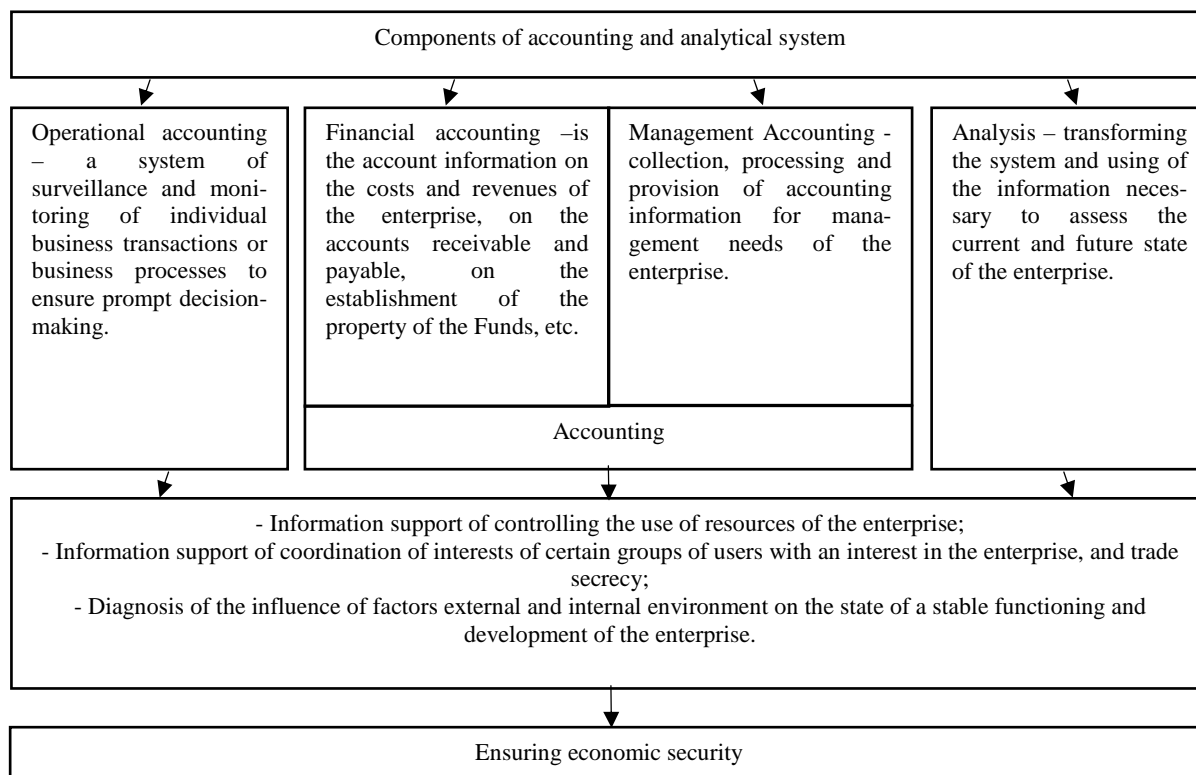 Components of accounting and analytical system
Operational accounting
– a system of
surveillance and moni-
toring of individual
business transactions or
business processes to
ensure prompt decision-
making.
Financial accounting –is
the account information on
the costs and revenues of
the enterprise, on the
accounts receivable and
payable, on the
establishment of the
property of the Funds, etc.
Management Accounting -
collection, processing and
provision of accounting
information for mana-
gement needs of the
enterprise.
Analysis – transforming
the system and using of
the information neces-
sary to assess the
current and future state
of the enterprise.
Accounting
- Information support of controlling the use of resources of the enterprise;
- Information support of coordination of interests of certain groups of users with an interest in the enterprise, and trade
secrecy;
- Diagnosis of the influence of factors external and internal environment on the state of a stable functioning and
development of the enterprise.
Ensuring economic security